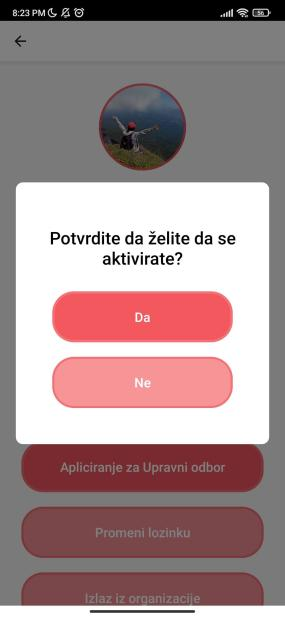 8:23 PM
56
Potvrdite da želite da se
aktivirate?
Da
Ne
Apliciranje za Upravni odbor
Promeni lozinku
Izlaz iz organizacije